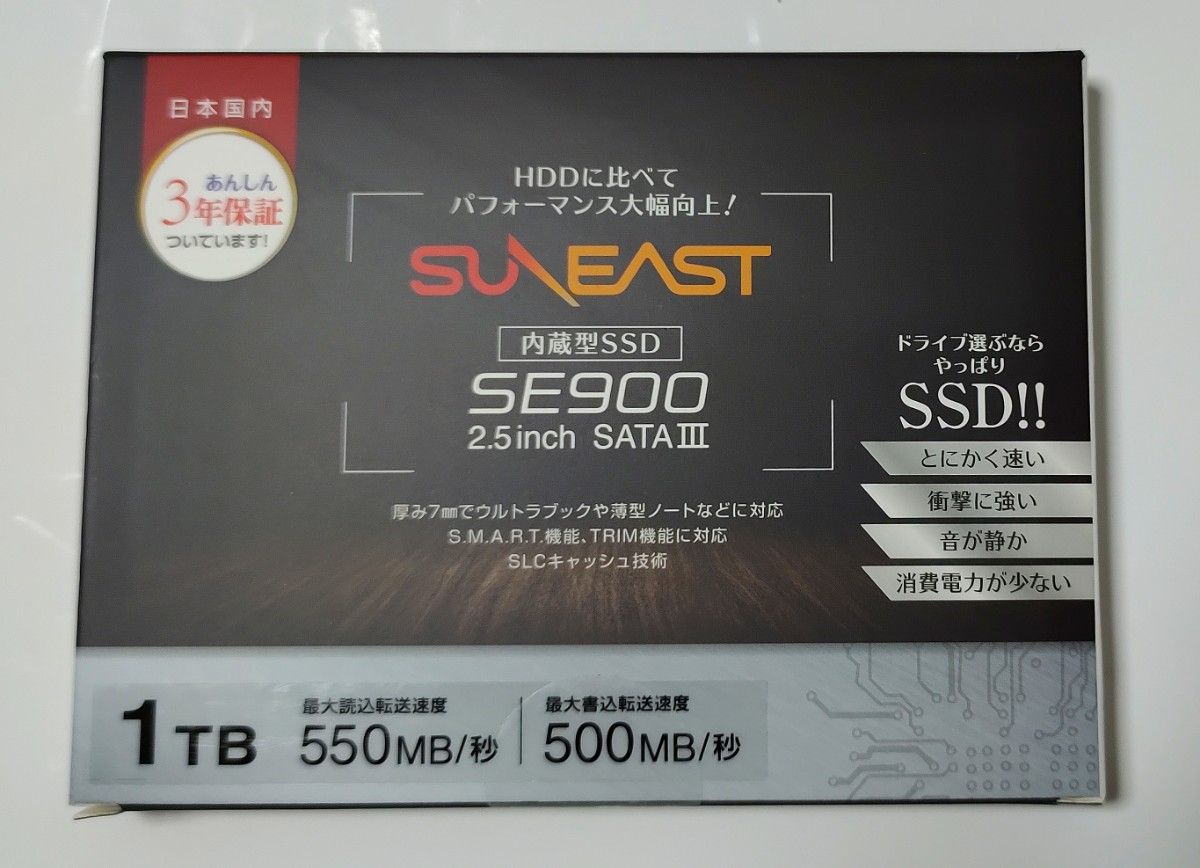 日本国内
あんしん
3年保証
ついています!
HDDに比べて
パフォーマンス大幅向上!
SUNEAST
内蔵型SSD
SE900
2.5inch SATAⅢ
厚み7㎜でウルトラブックや薄型ノートなどに対応
S.M.A.R.T.機能、TRIM機能に対応
SLCキャッシュ技術
ドライブ選ぶなら
やっぱり
SSD!!
とにかく速い
衝撃に強い
音が静か
消費電力が少ない
1TB
最大読込転送速度
550MB/秒
最大書込転送速度
500MB/秒